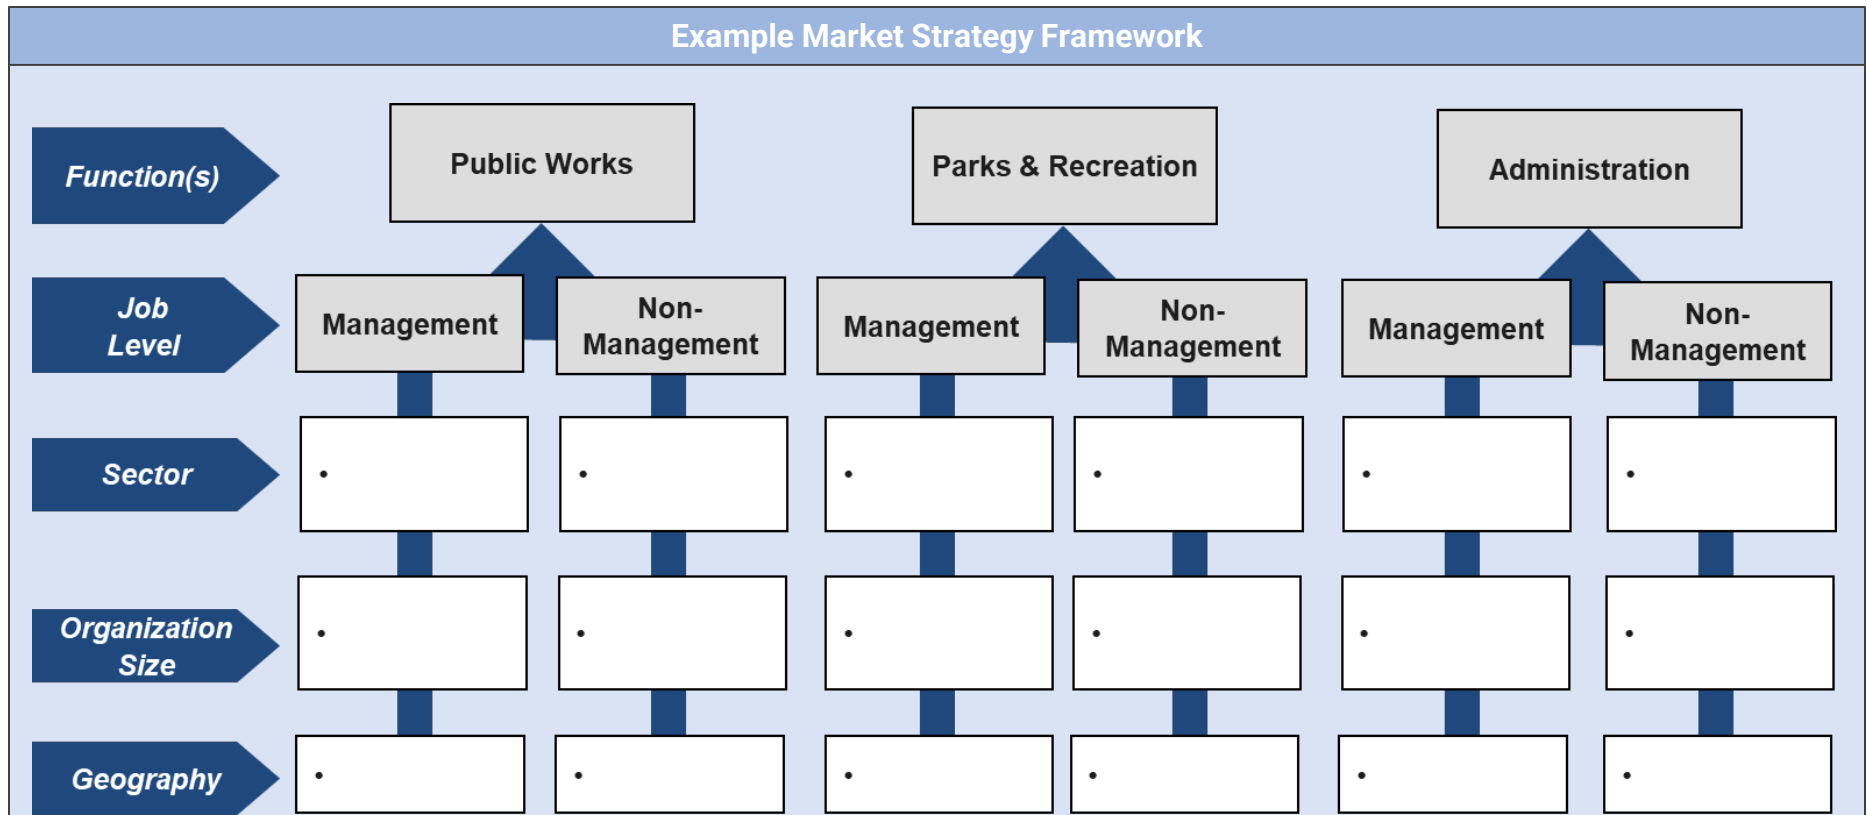 Example Market Strategy Framework
Function(s)
Public Works
Parks & Recreation
Administration
Job
Level
Management
Non-
Management
Management
Non-
Management
Management
Non-
Management
Sector
•
•
•
•
•
•
Organization
Size
•
•
•
•
•
•
Geography
•
•
•
•
•
•